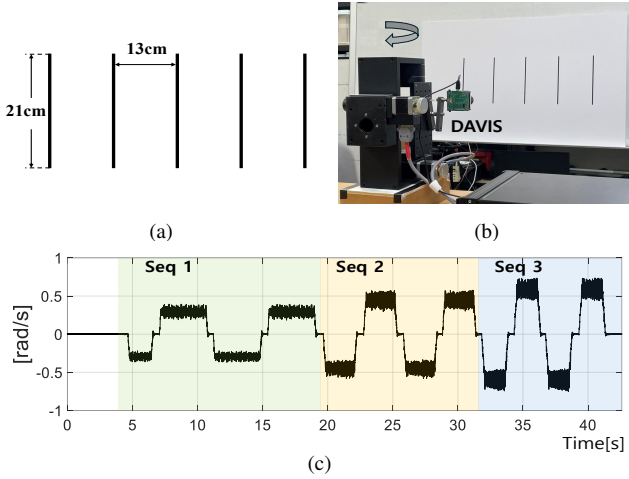 13cm
21cm
(a)
DAVIS
(b)
Seq 1 Seq 2 Seq 3
[rad/s]
1
0.5
0
-0.5
-1
0 5 10 15 20 25 30 35 40
Time[s]
(c)